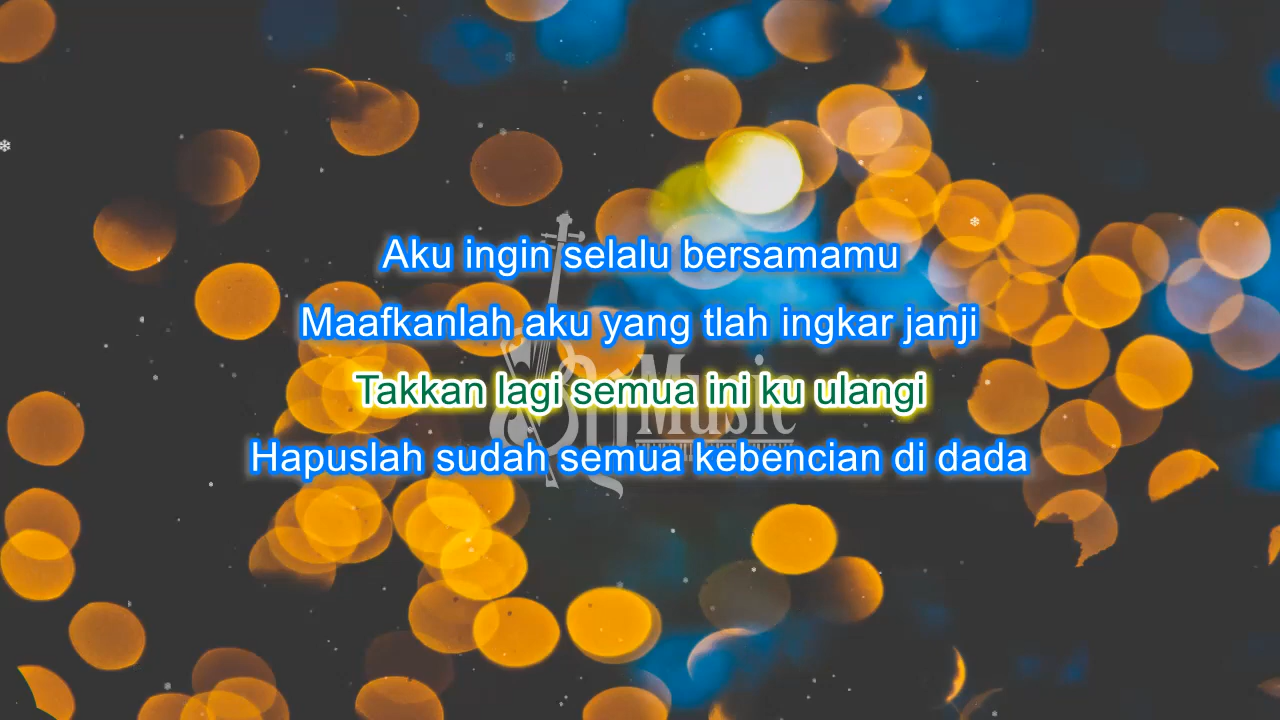 Aku ingin selalu bersamamu
Maafkanlah aku yang tlah ingkar janji
Takkan lagi semua ini ku ulangi
Music
Hapuslah sudah semua kebencian di dada